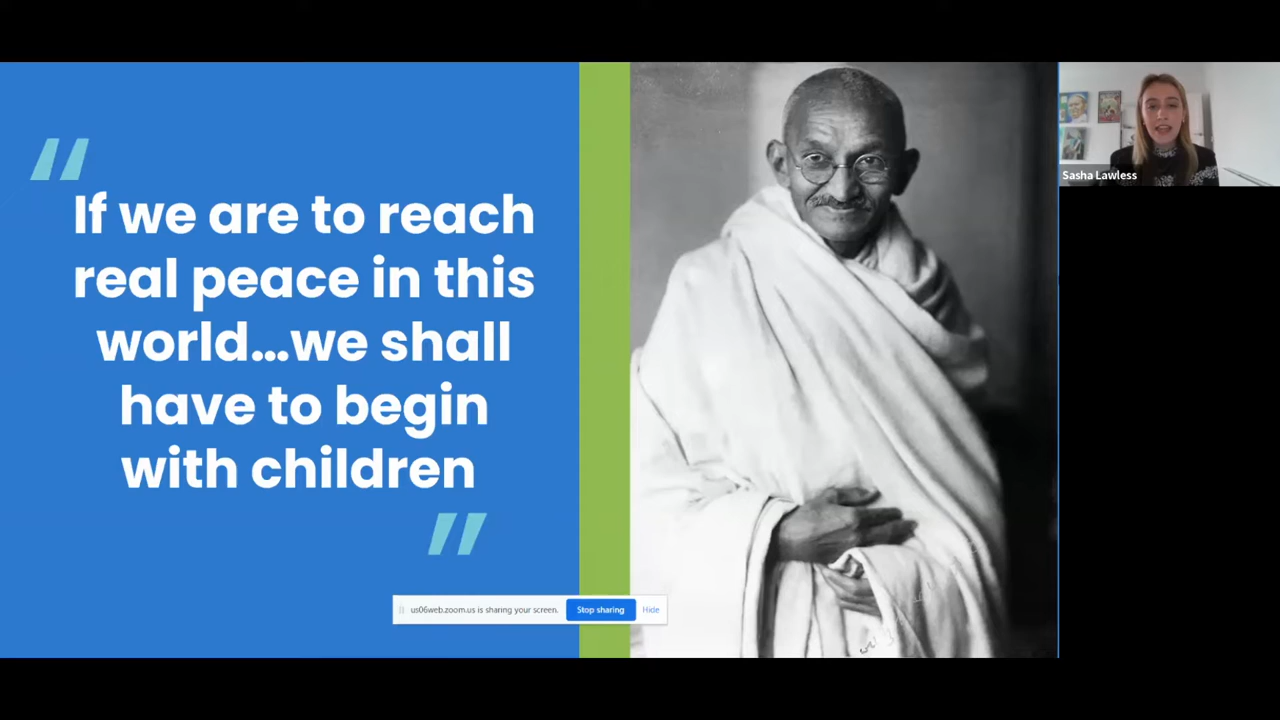 “
If we are to reach
real peace in this
world...we shall
have to begin
with children
”
us06web.zoom.us is sharing your screen. Stop sharing Hide
Sasha Lawless